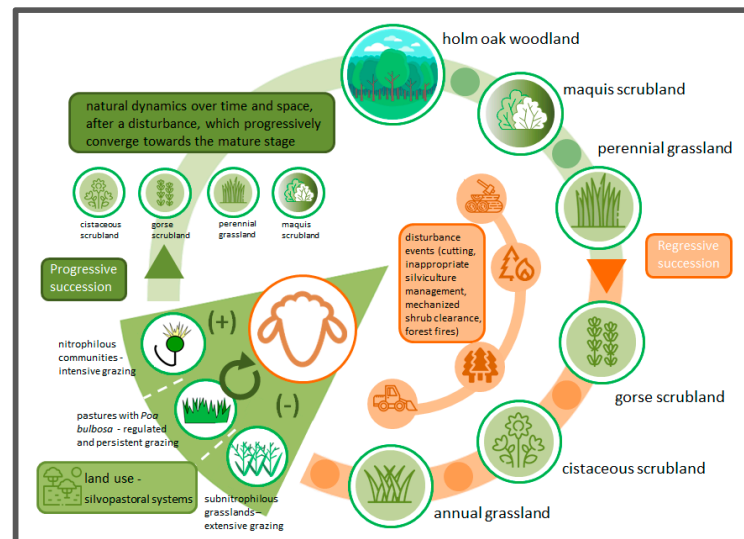 holm oak woodland
maquis scrubland
perennial grassland
natural dynamics over time and space,
after a disturbance, which progressively
converge towards the mature stage
cistaceous
scrubland
gorse
scrubland
perennial
grassland
maquis
scrubland
Progressive
succession
disturbance
events (cutting,
inappropriate
silviculture
management,
mechanized
shrub clearance,
forest fires)
Regressive
succession
(+)
(-)
nitrophilous
communities -
intensive grazing
pastures with Poa
bulbosa - regulated
and persistent grazing
subnitrophilous
grasslands–
extensive grazing
land use -
silvopastoral systems
gorse scrubland
cistaceous scrubland
annual grassland